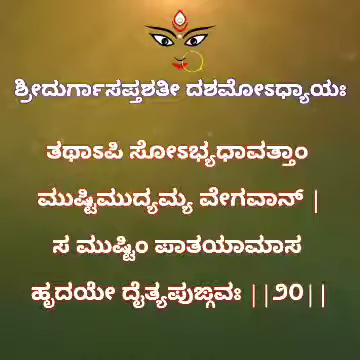 ಶ್ರೀದುರ್ಗಾಸಪ್ತಶತೀ ದಶಮೋಽಧ್ಯಾಯಃ
ತಥಾಽಪಿ ಸೋಽಭ್ಯಧಾವತ್ತಾಂ
ಮುಷ್ಟಿಮುದ್ಯಮ್ಯ ವೇಗವಾನ್ |
ಸ ಮುಷ್ಟಿಂ ಪಾತಯಾಮಾಸ
ಹೃದಯೇ ದೈತ್ಯಪುಙ್ಗವಃ ||೨೦||